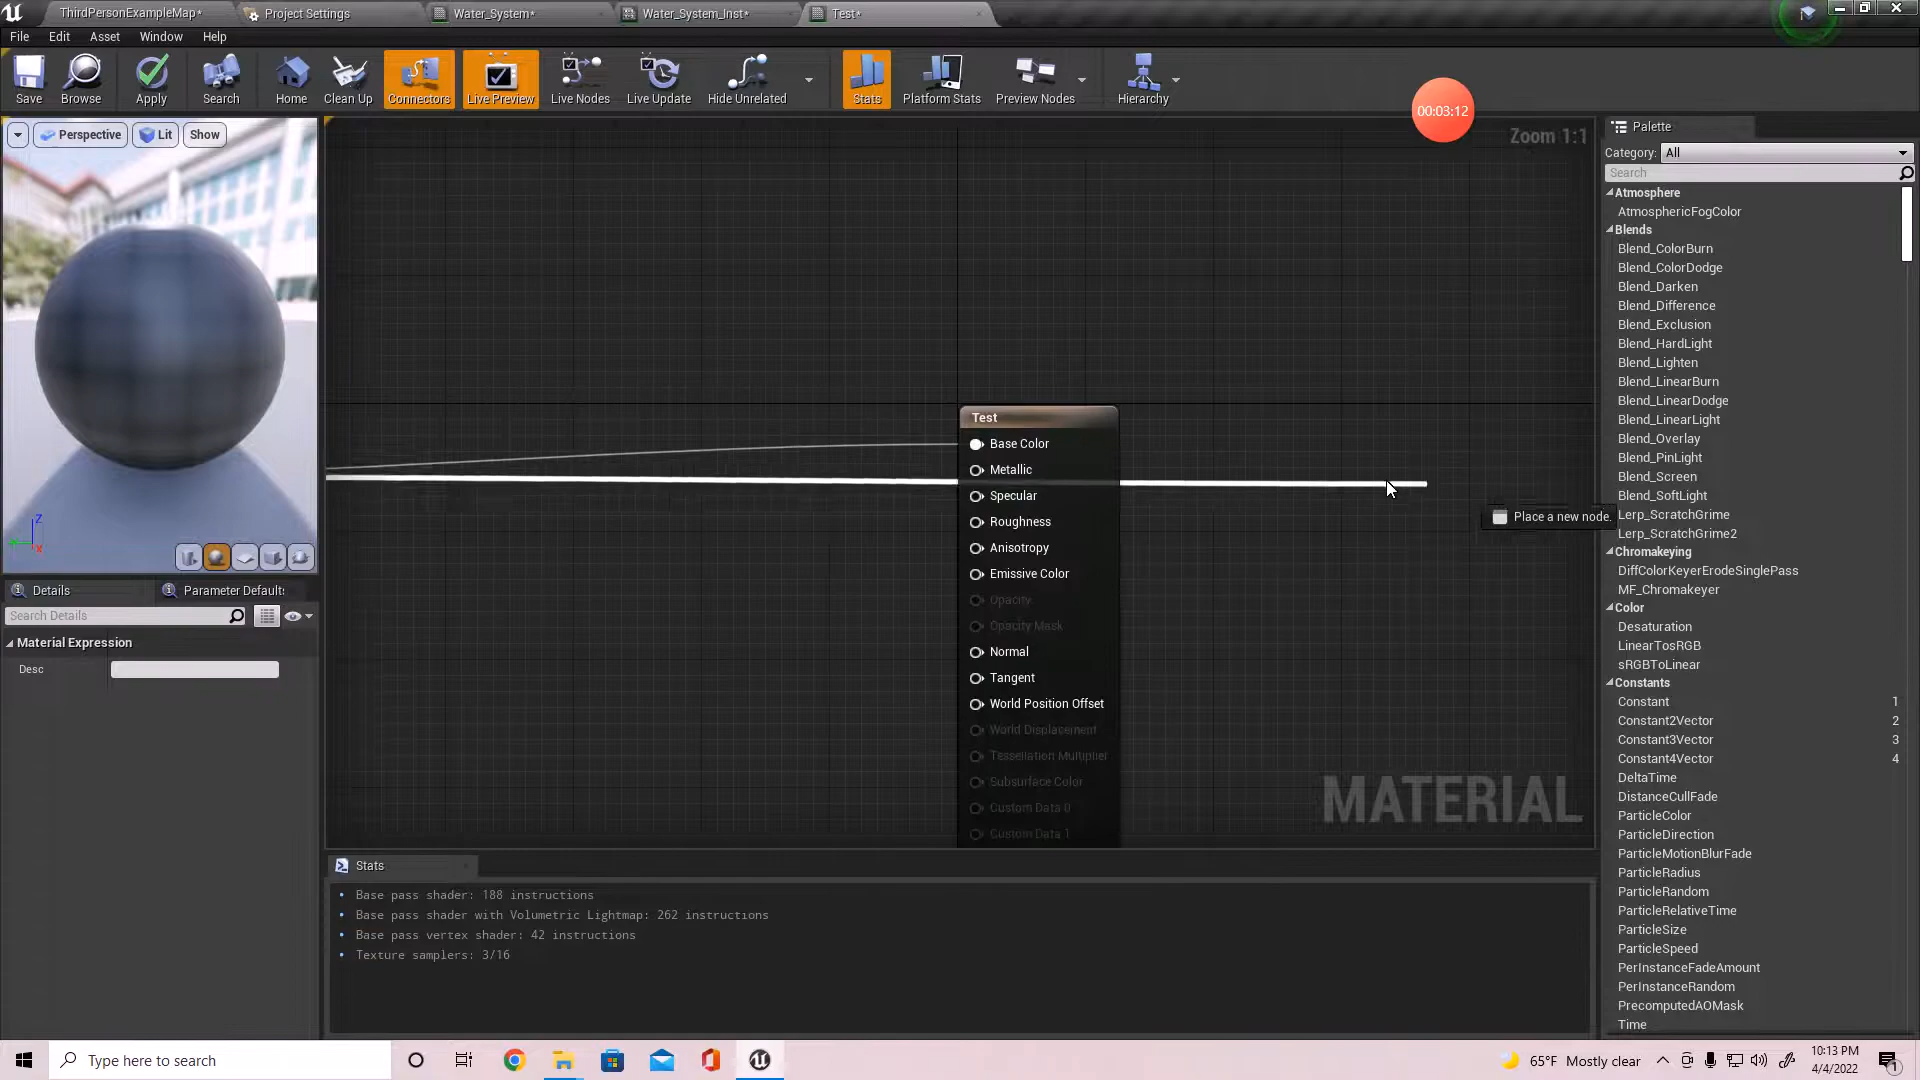 ThirdPersonExampleMap*
Project Settings
Water_System*
Water_System_Inst*
Test*
File Edit Asset Window Help
Save
Browse
Apply
Search
Home
Clean Up
Connectors
Live Preview
Live Nodes
Live Update
Hide Unrelated
Stats
Platform Stats
Preview Nodes
Hierarchy
00:03:12
Perspective
Lit
Show
Zoom 1:1
Z
X
Details
Parameter Defaults
Search Details
Material Expression
Desc
Test
Base Color
Metallic
Specular
Roughness
Anisotropy
Emissive Color
Opacity
Opacity Mask
Normal
Tangent
World Position Offset
World Displacement
Tessellation Multiplier
Subsurface Color
Custom Data 0
Custom Data 1
Place a new node.
MATERIAL
Stats
• Base pass shader: 188 instructions
• Base pass shader with Volumetric Lightmap: 262 instructions
• Base pass vertex shader: 42 instructions
• Texture samplers: 3/16
Palette
Category: All
Search
Atmosphere
AtmosphericFogColor
Blends
Blend_ColorBurn
Blend_ColorDodge
Blend_Darken
Blend_Difference
Blend_Exclusion
Blend_HardLight
Blend_Lighten
Blend_LinearBurn
Blend_LinearDodge
Blend_LinearLight
Blend_Overlay
Blend_PinLight
Blend_Screen
Blend_SoftLight
Lerp_ScratchGrime
Lerp_ScratchGrime2
Chromakeying
DiffColorKeyerErodeSinglePass
MF_Chromakeyer
Color
Desaturation
LinearTosRGB
sRGBToLinear
Constants
Constant 1
Constant2Vector 2
Constant3Vector 3
Constant4Vector 4
DeltaTime
DistanceCullFade
ParticleColor
ParticleDirection
ParticleMotionBlurFade
ParticleRadius
ParticleRandom
ParticleRelativeTime
ParticleSize
ParticleSpeed
PerInstanceFadeAmount
PerInstanceRandom
PrecomputedAOMask
Time
Type here to search
65°F Mostly clear
10:13 PM
4/4/2022
1